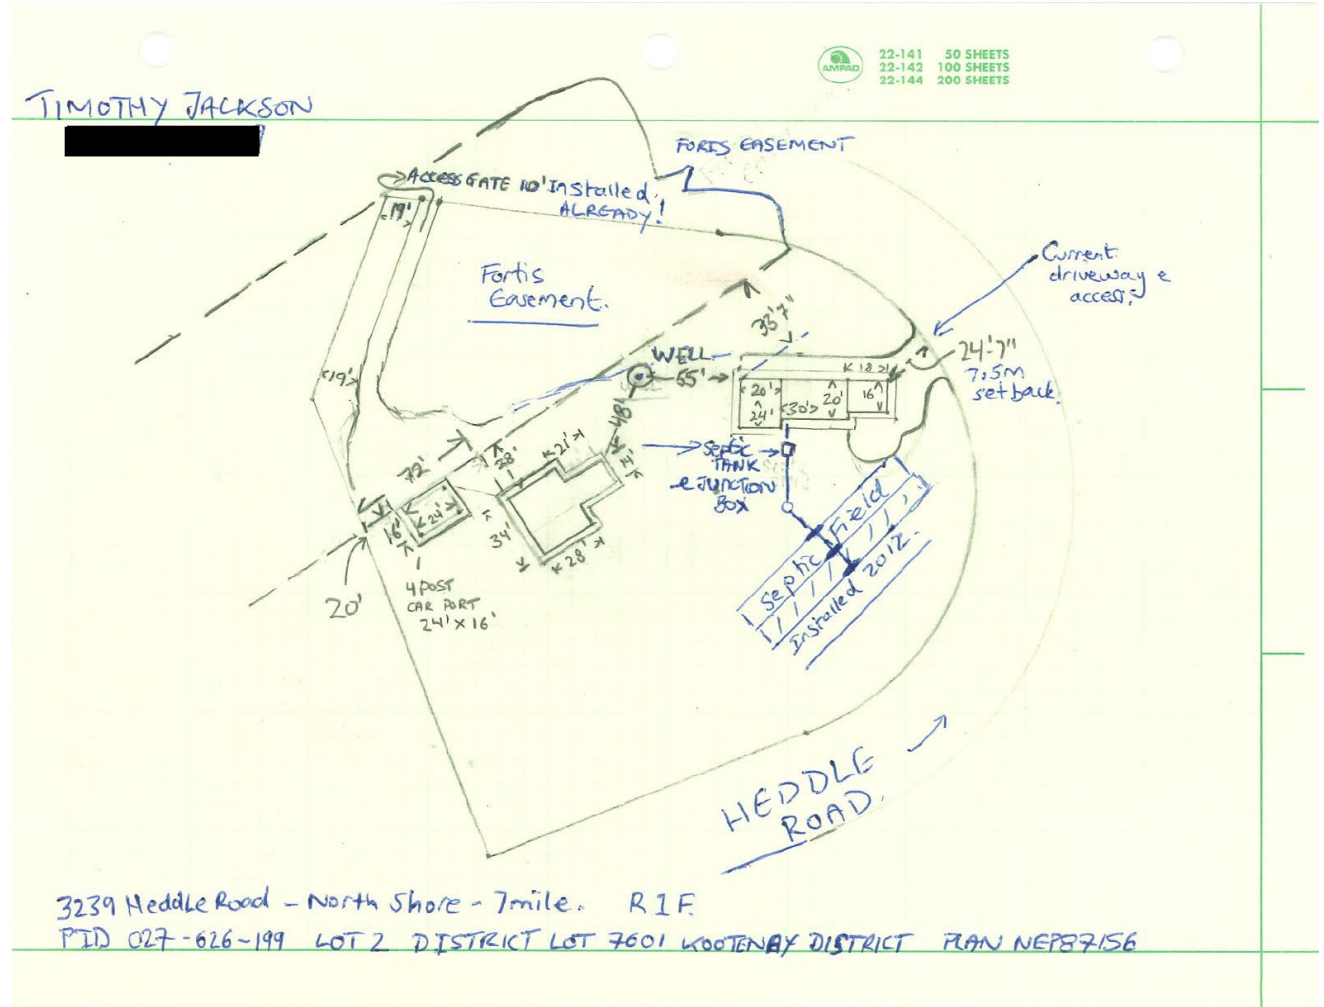 22-141 50 SHEETS
22-142 100 SHEETS
22-144 200 SHEETS
AMPAD
TIMOTHY JACKSON
FORIS EASEMENT
ACCESS GATE 10' Installed
ALREADY!
19'
Fortis
Easement.
Current
driveway e
access;
33'7"
24'-7"
7.5M
setback
WELL
55'
18'
20'
24'
30'
20'
16'
19'
48'
SEPTIC
TANK
e JUNCTION
BOX
72'
28'
21'
14'
16'
24'
34'
28'
Septic Field
Installed 2012.
20'
4 POST
CAR PORT
24' X 16'
HEDDLE
ROAD.
3239 Heddle Road - North Shore - 7mile. R1F.
PID 027-626-199 LOT 2 DISTRICT LOT 7601 KOOTENAY DISTRICT PLAN NEP87156